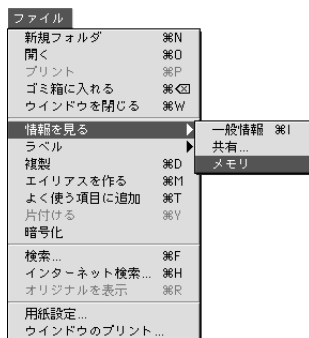 ファイル
新規フォルダ ⌘N
開く ⌘O
プリント ⌘P
ゴミ箱に入れる ⌘⌫
ウインドウを閉じる ⌘W
情報を見る
一般情報 ⌘I
共有...
メモリ
ラベル
複製 ⌘D
エイリアスを作る ⌘M
よく使う項目に追加 ⌘T
片付ける ⌘Y
暗号化
検索... ⌘F
インターネット検索... ⌘H
オリジナルを表示 ⌘R
用紙設定...
ウインドウのプリント...